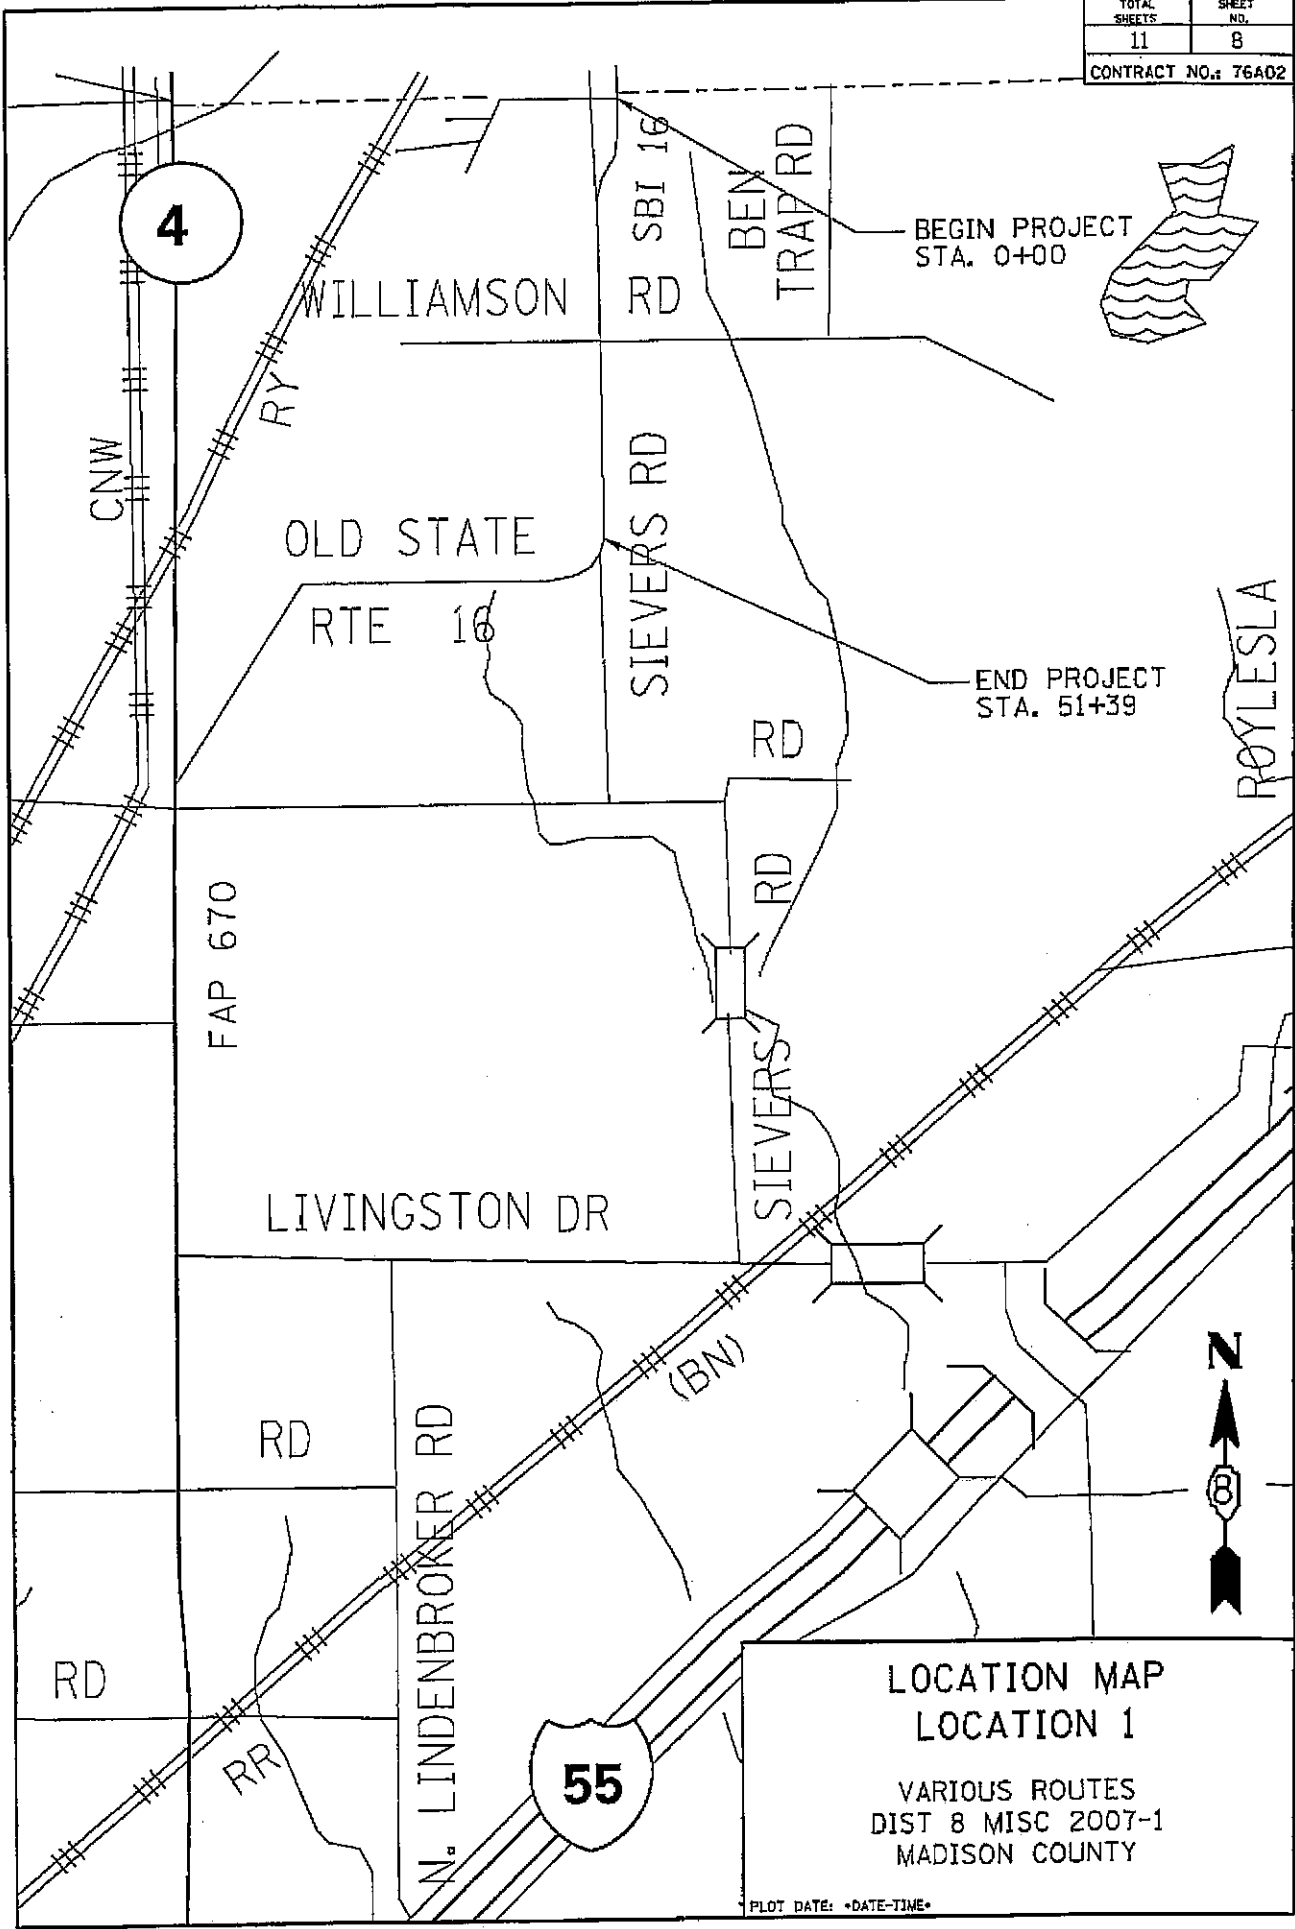 TOTAL SHEETS
SHEET NO.
11
8
CONTRACT NO.: 76A02
4
SBI 16
BEN TRAP RD
BEGIN PROJECT
STA. 0+00
WILLIAMSON RD
RY
CNW
SIEVERS RD
OLD STATE
RTE 16
END PROJECT
STA. 51+39
ROYLESLA
RD
RD
FAP 670
SIEVERS
LIVINGSTON DR
(BN)
N
8
RD
N. LINDENBROKER RD
RD
RR
55
LOCATION MAP
LOCATION 1
VARIOUS ROUTES
DIST 8 MISC 2007-1
MADISON COUNTY
PLOT DATE: *DATE-TIME*